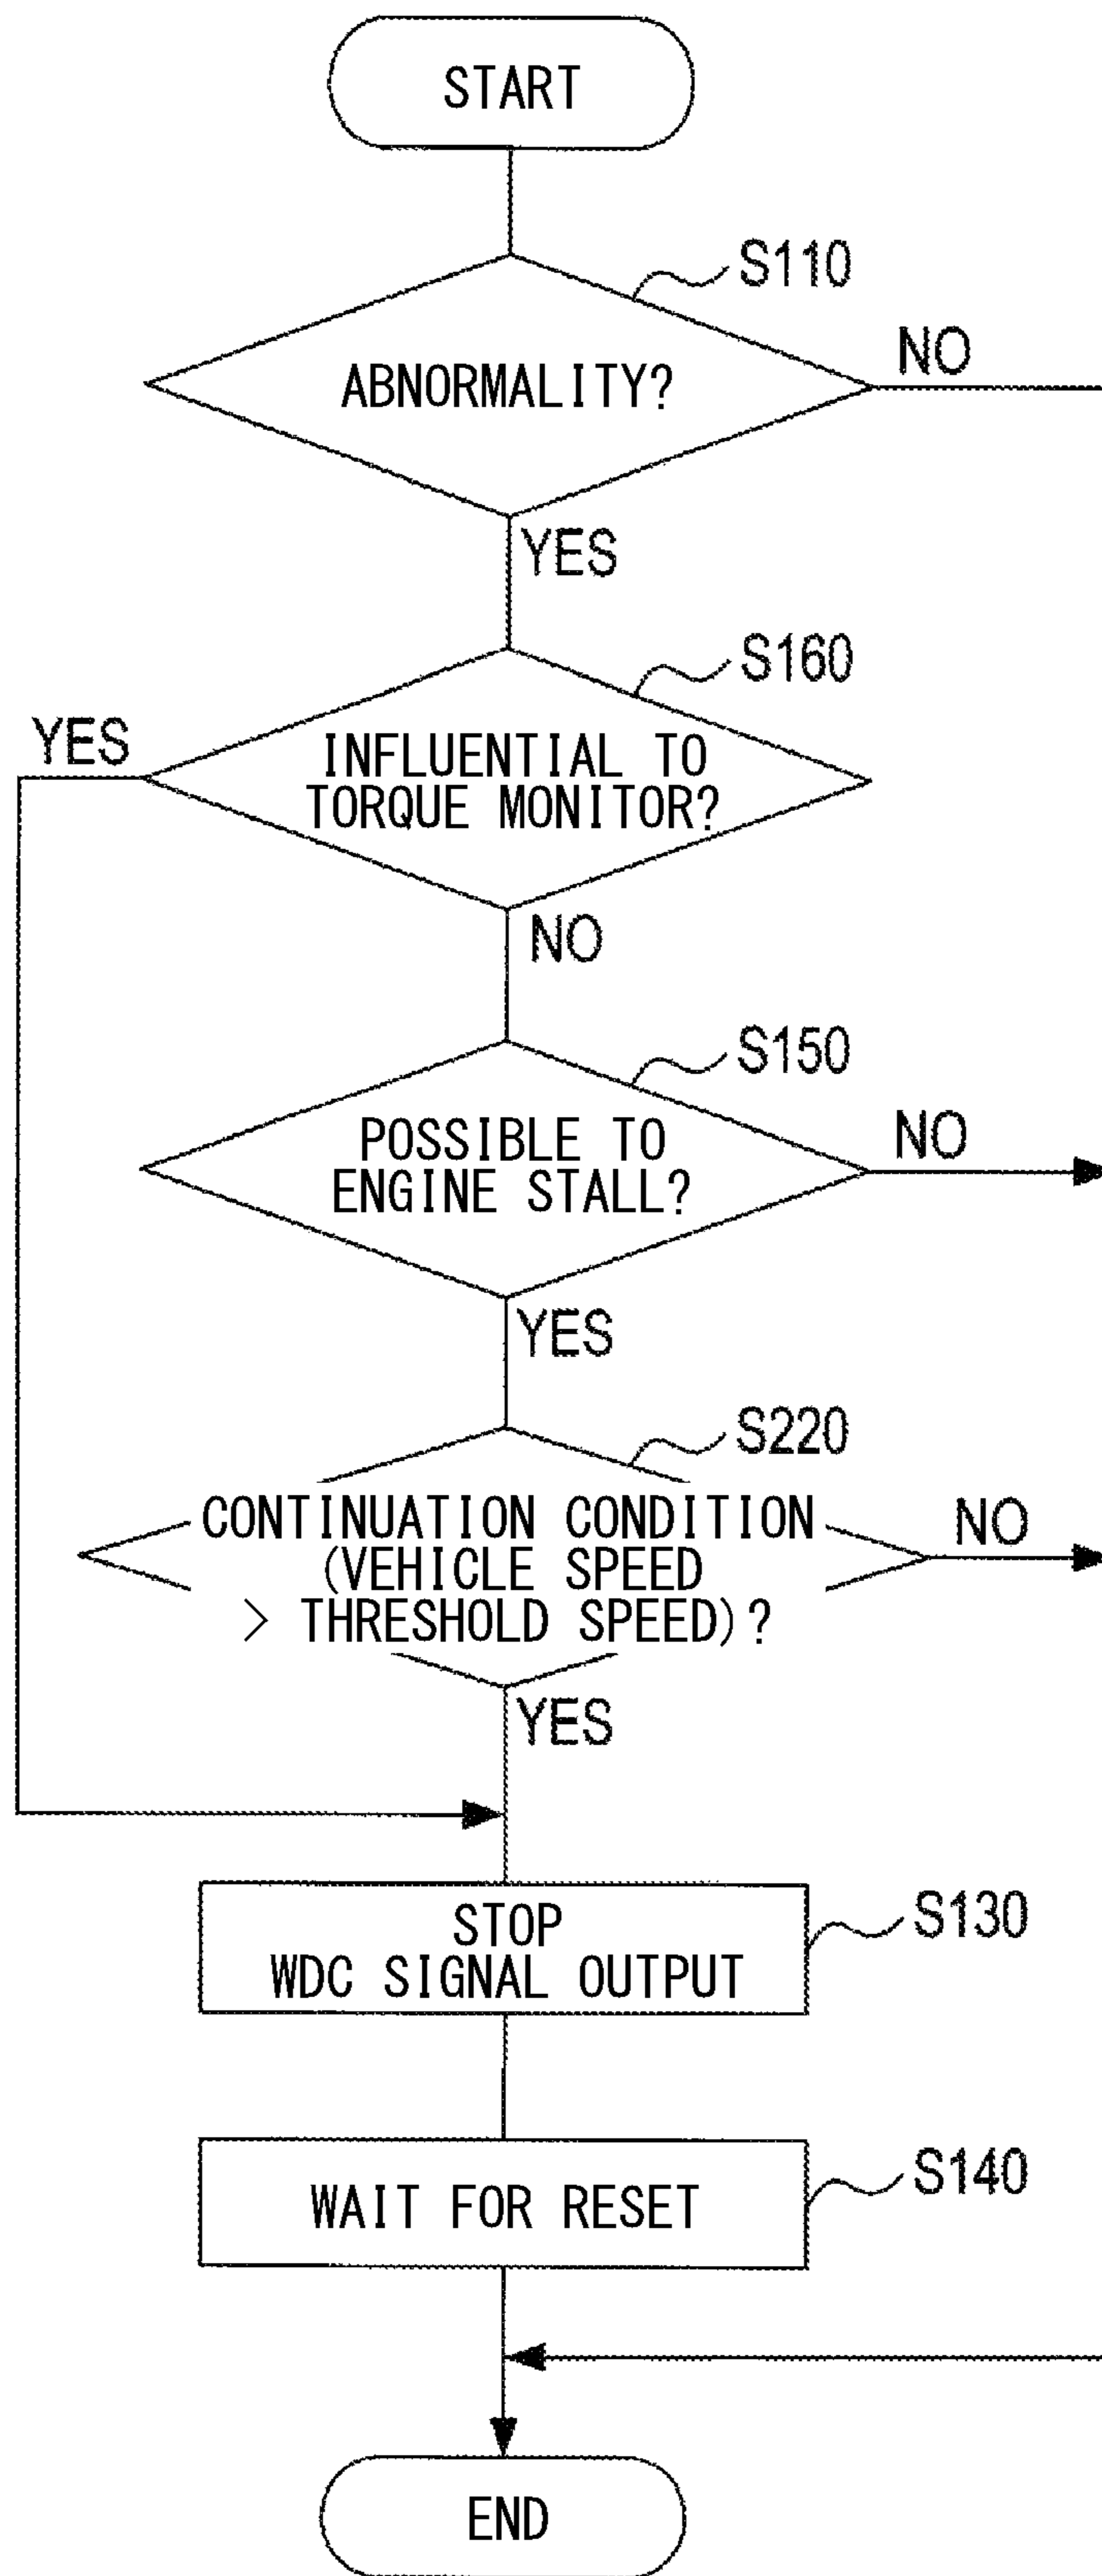 START
S110
NO
ABNORMALITY?
YES
S160
YES
INFLUENTIAL TO
TORQUE MONITOR?
NO
S150
NO
POSSIBLE TO
ENGINE STALL?
YES
S220
NO
CONTINUATION CONDITION
(VEHICLE SPEED
> THRESHOLD SPEED)?
YES
S130
STOP
WDC SIGNAL OUTPUT
S140
WAIT FOR RESET
END